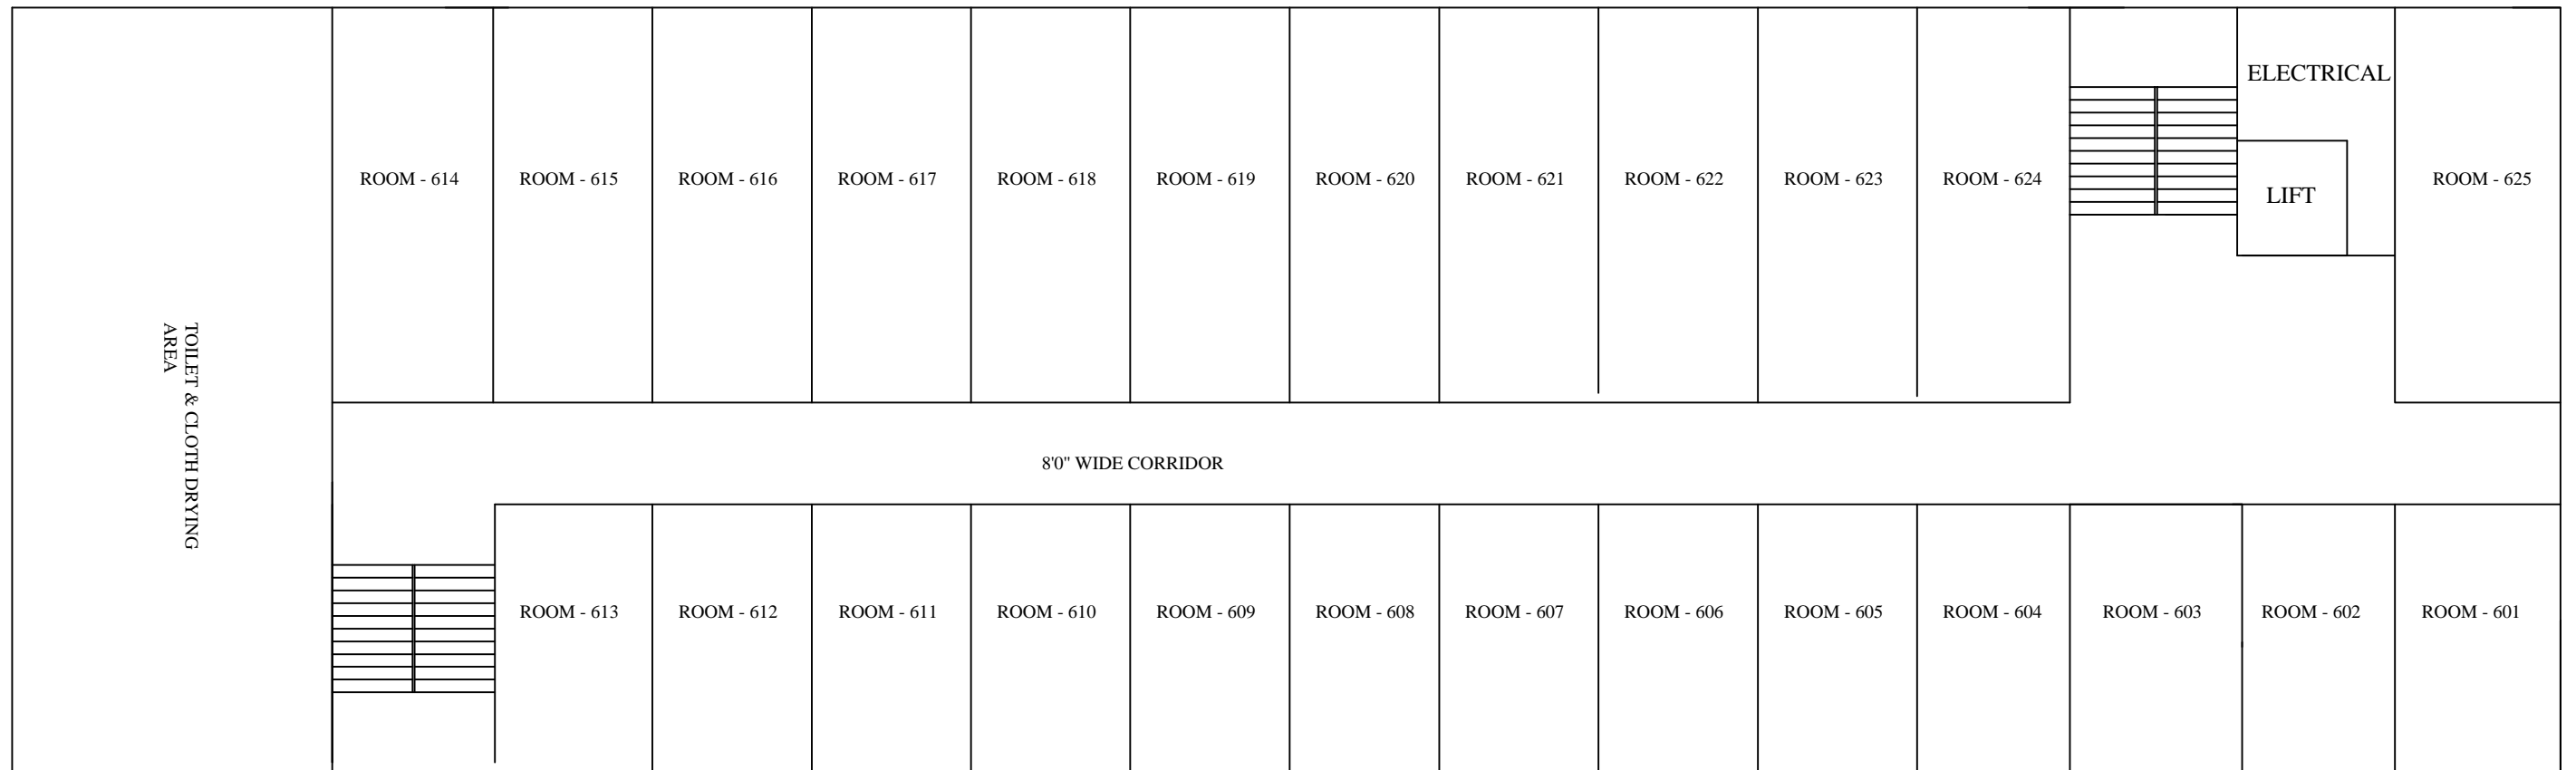 ELECTRICAL
ROOM - 614
ROOM - 615
ROOM - 616
ROOM - 617
ROOM - 618
ROOM - 619
ROOM - 620
ROOM - 621
ROOM - 622
ROOM - 623
ROOM - 624
LIFT
ROOM - 625
TOILET & CLOTH DRYING
AREA
8'0" WIDE CORRIDOR
ROOM - 613
ROOM - 612
ROOM - 611
ROOM - 610
ROOM - 609
ROOM - 608
ROOM - 607
ROOM - 606
ROOM - 605
ROOM - 604
ROOM - 603
ROOM - 602
ROOM - 601